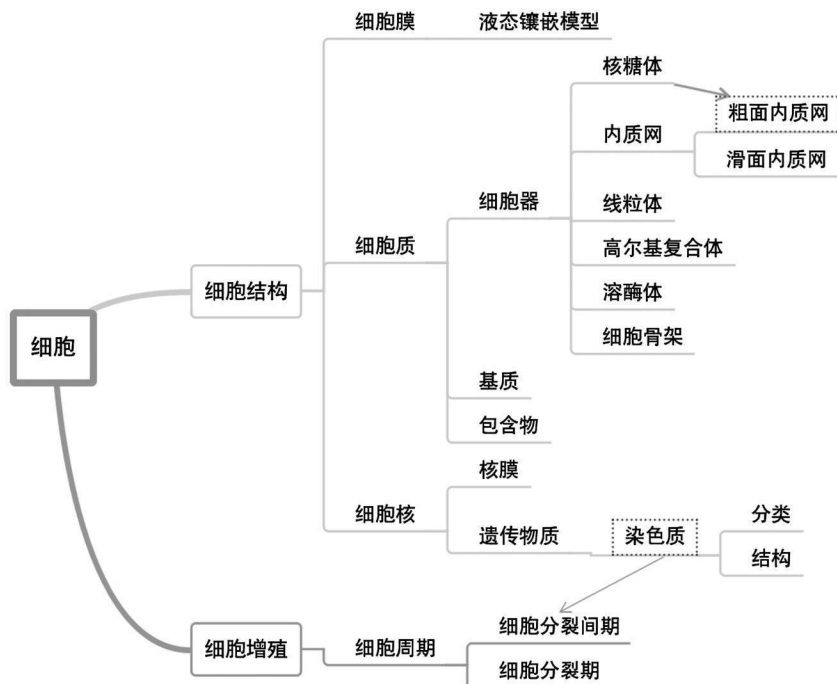 细胞
细胞结构
细胞膜
液态镶嵌模型
细胞质
细胞器
核糖体
内质网
粗面内质网
滑面内质网
线粒体
高尔基复合体
溶酶体
细胞骨架
基质
包含物
细胞核
核膜
遗传物质
染色质
分类
结构
细胞增殖
细胞周期
细胞分裂间期
细胞分裂期